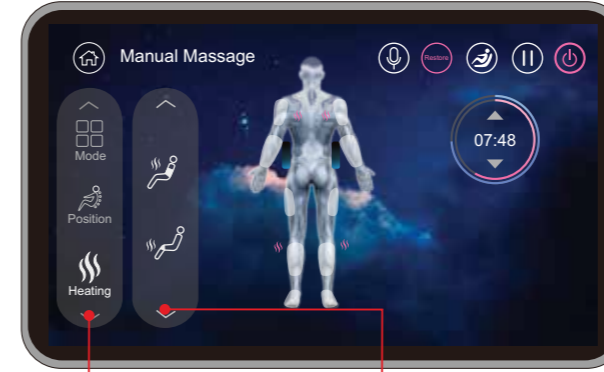 Manual Massage
Restore
07:48
Mode
Position
Heating